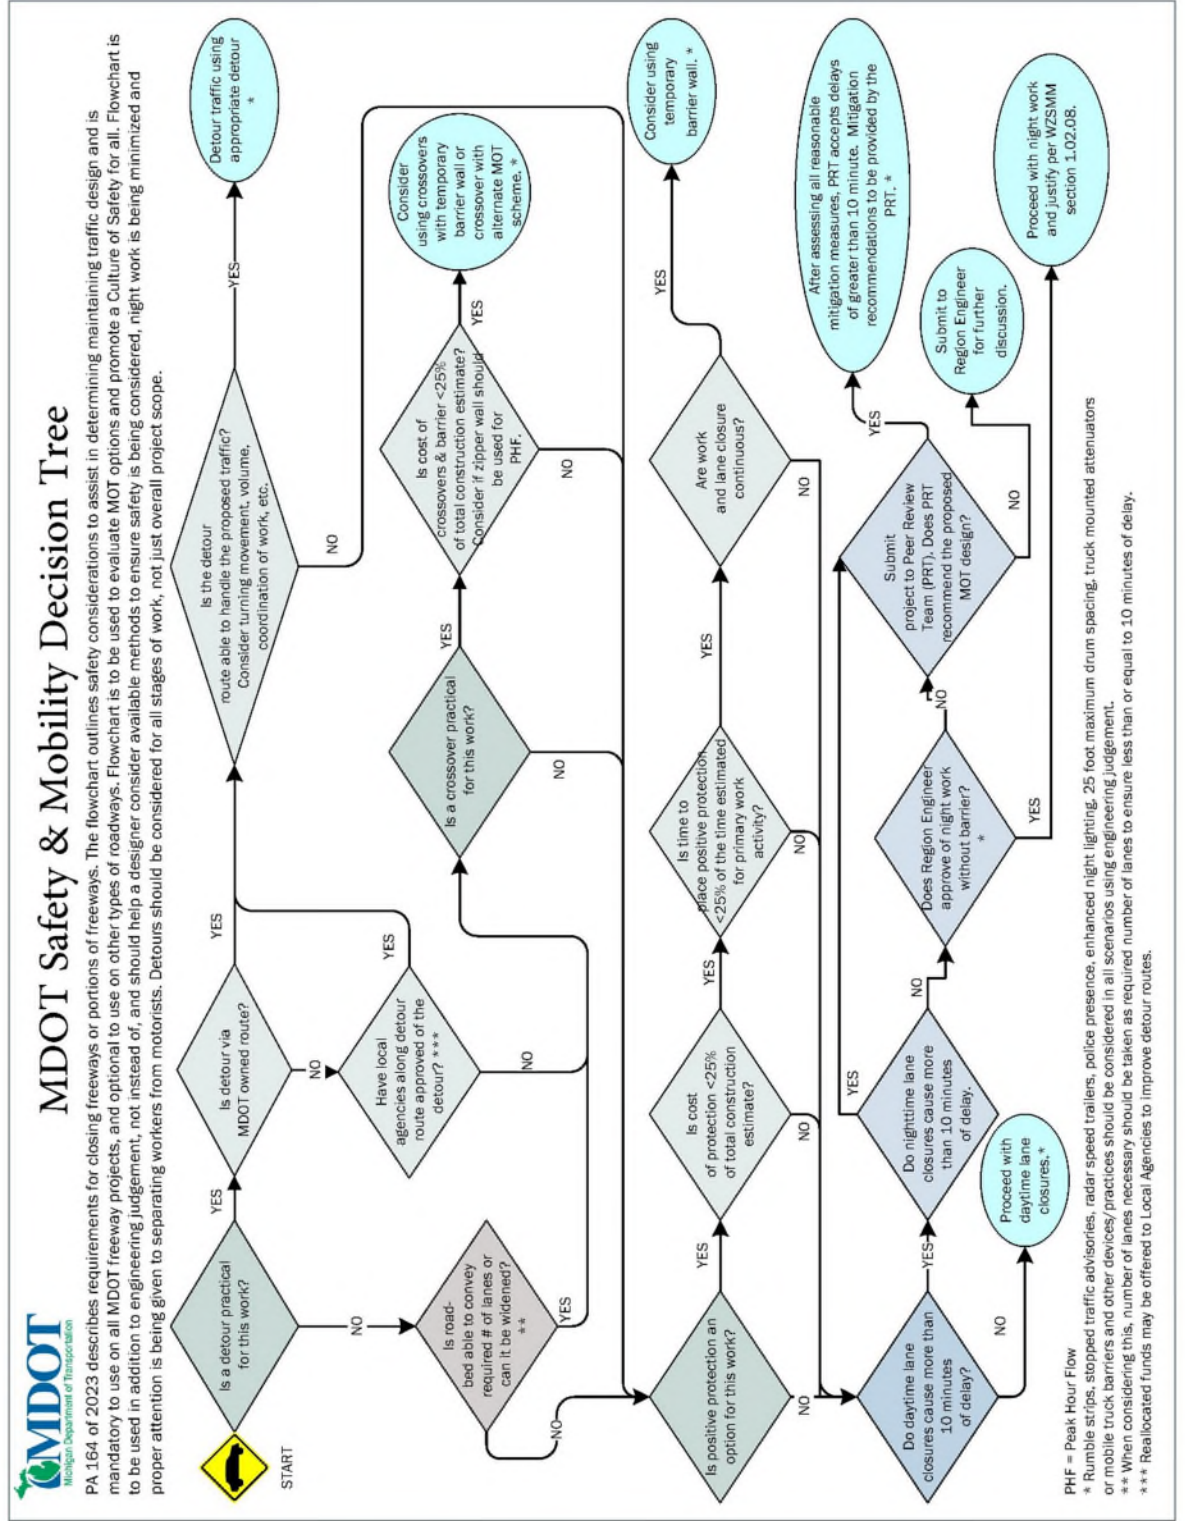 MDOT
Michigan Department of Transportation
MDOT Safety & Mobility Decision Tree
PA 164 of 2023 describes requirements for closing freeways or portions of freeways. The flowchart outlines safety considerations to assist in determining maintaining traffic design and is
mandatory to use on all MDOT freeway projects, and optional to use on other types of roadways. Flowchart is to be used to evaluate MOT options and promote a Culture of Safety for all. Flowchart is
to be used in addition to engineering judgement, not instead of, and should help a designer consider available methods to ensure safety is being considered, night work is being minimized and
proper attention is being given to separating workers from motorists. Detours should be considered for all stages of work, not just overall project scope.
START
Is a detour practical
for this work?
YES
NO
Is detour via
MDOT owned route?
YES
NO
Have local
agencies along detour
route approved of the
detour? ***
YES
NO
Is the detour
route able to handle the proposed traffic?
Consider turning movement, volume,
coordination of work, etc.
YES
NO
Detour traffic using
appropriate detour
*
Is road-
bed able to convey
required # of lanes or
can it be widened?
**
YES
NO
Is a crossover practical
for this work?
YES
NO
Is cost of
crossovers & barrier <25%
of total construction estimate?
Consider if zipper wall should
be used for
PHF.
YES
NO
Consider
using crossovers
with temporary
barrier wall or
crossover with
alternate MOT
scheme. *
Is positive protection an
option for this work?
YES
NO
Is cost
of protection <25%
of total construction
estimate?
YES
NO
Is time to
place positive protection
<25% of the time estimated
for primary work
activity?
YES
NO
Are work
and lane closure
continuous?
YES
NO
Consider using
temporary
barrier wall. *
Do daytime lane
closures cause more than
10 minutes
of delay?
YES
NO
Proceed with
daytime lane
closures.*
Do nighttime lane
closures cause more
than 10 minutes
of delay.
YES
NO
Does Region Engineer
approve of night work
without barrier?
*
NO
YES
Submit
project to Peer Review
Team (PRT). Does PRT
recommend the proposed
MOT design?
YES
NO
After assessing all reasonable
mitigation measures, PRT accepts delays
of greater than 10 minute. Mitigation
recommendations to be provided by the
PRT. *
Submit to
Region Engineer
for further
discussion.
Proceed with night work
and justify per WZSMM
section 1.02.08.
PHF = Peak Hour Flow
* Rumble strips, stopped traffic advisories, radar speed trailers, police presence, enhanced night lighting, 25 foot maximum drum spacing, truck mounted attenuators
or mobile truck barriers and other devices/practices should be considered in all scenarios using engineering judgement.
** When considering this, number of lanes necessary should be taken as required number of lanes to ensure less than or equal to 10 minutes of delay.
*** Reallocated funds may be offered to Local Agencies to improve detour routes.